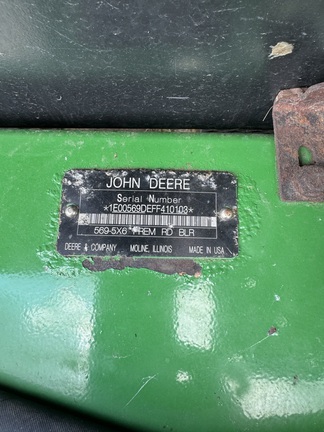 JOHN DEERE
Serial Number
*1E00569DEFF410103*
569-5X6 PREM RD BLR
DEERE & COMPANY MOLINE, ILLINOIS MADE IN USA